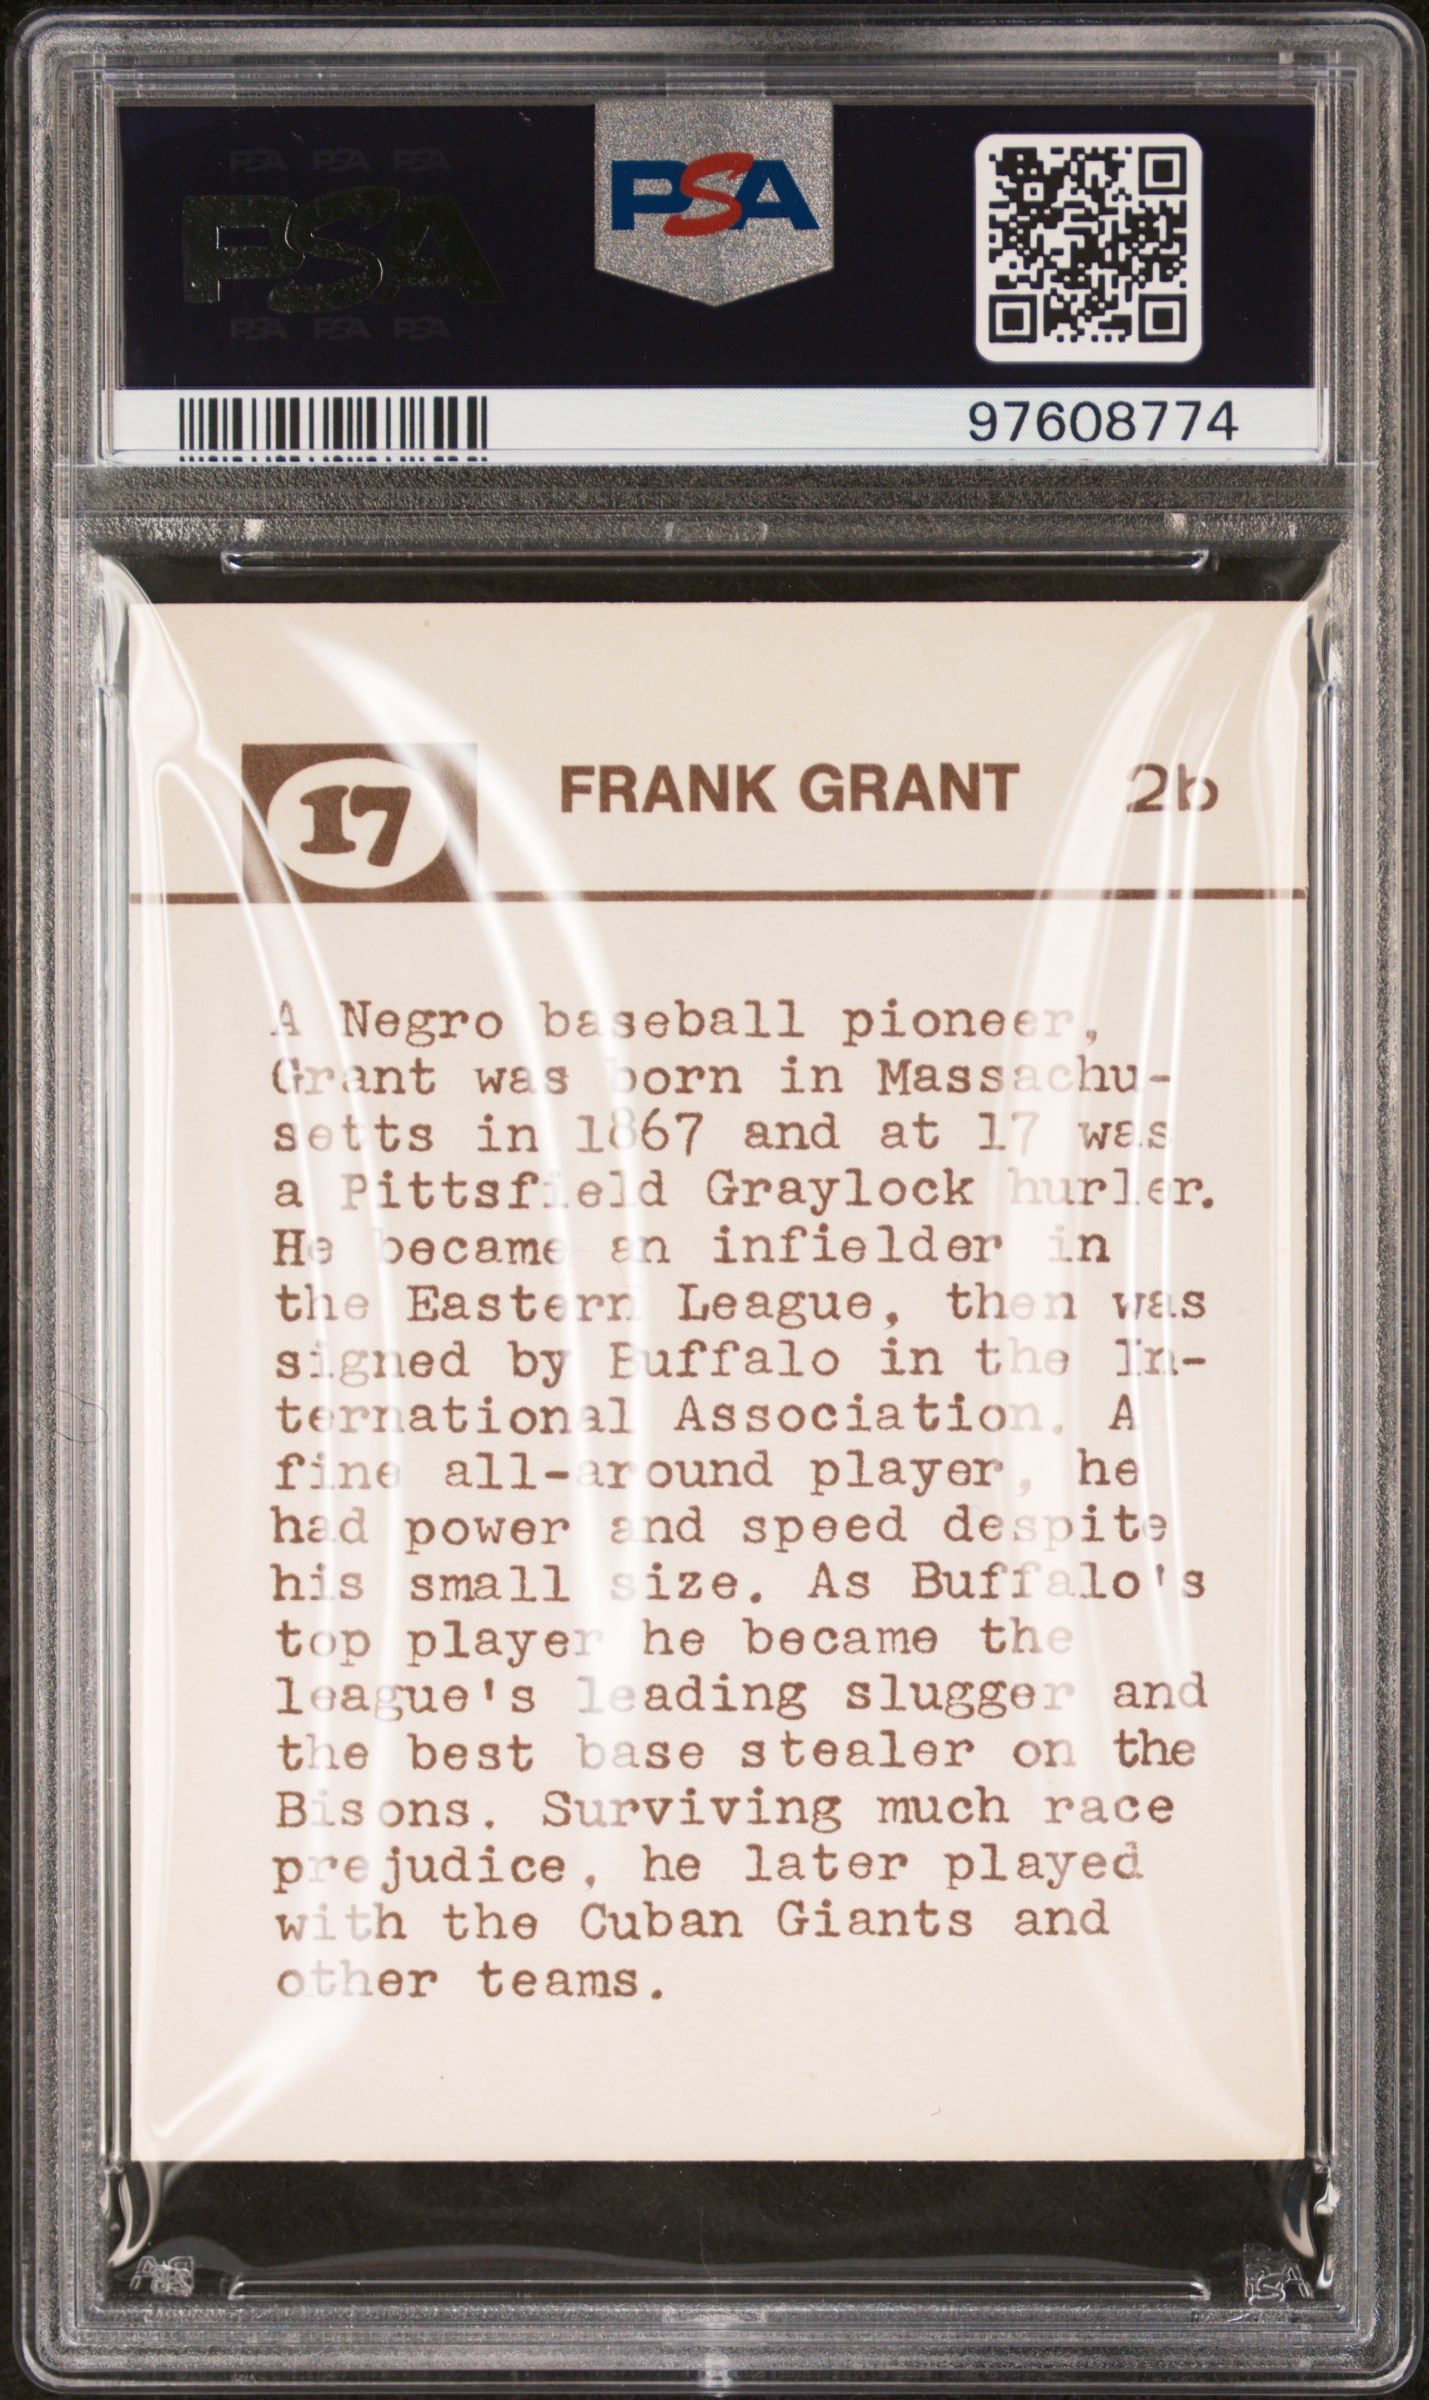 PSA PSA PSA
PSA
PSA PSA PSA
PSA
97608774
17
FRANK GRANT 2b
A Negro baseball pioneer,
Grant was born in Massachu-
setts in 1867 and at 17 was
a Pittsfield Graylock hurler.
He became an infielder in
the Eastern League, then was
signed by Buffalo in the In-
ternational Association. A
fine all-around player, he
had power and speed despite
his small size. As Buffalo's
top player he became the
league's leading slugger and
the best base stealer on the
Bisons. Surviving much race
prejudice, he later played
with the Cuban Giants and
other teams.
PSA